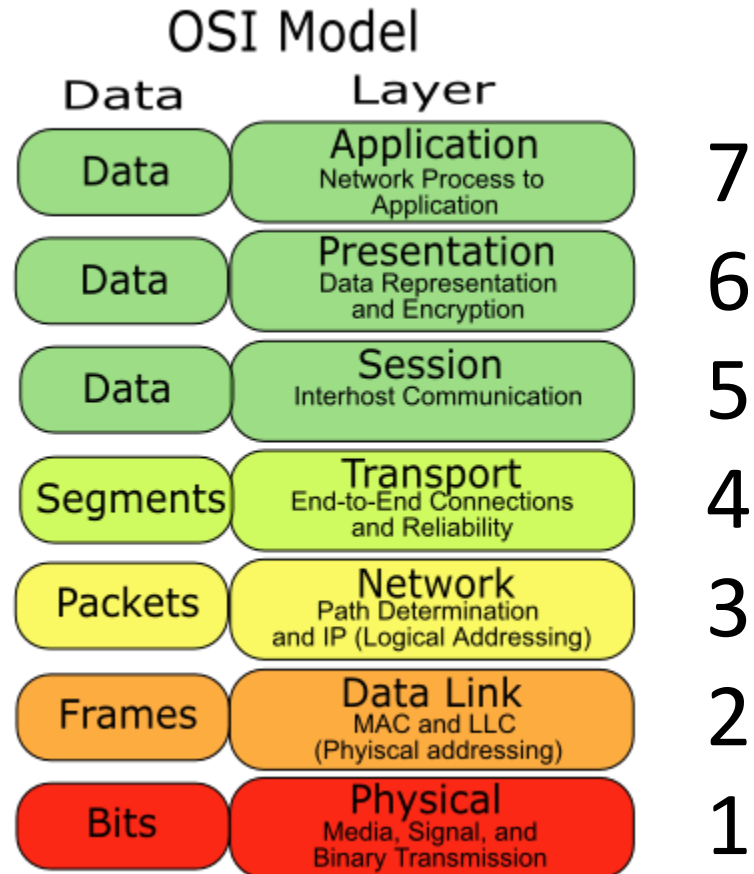 OSI Model
Data Layer
Data Application 7
Network Process to
Application
Data Presentation 6
Data Representation
and Encryption
Data Session 5
Interhost Communication
Segments Transport 4
End-to-End Connections
and Reliability
Packets Network 3
Path Determination
and IP (Logical Addressing)
Frames Data Link 2
MAC and LLC
(Phyiscal addressing)
Bits Physical 1
Media, Signal, and
Binary Transmission